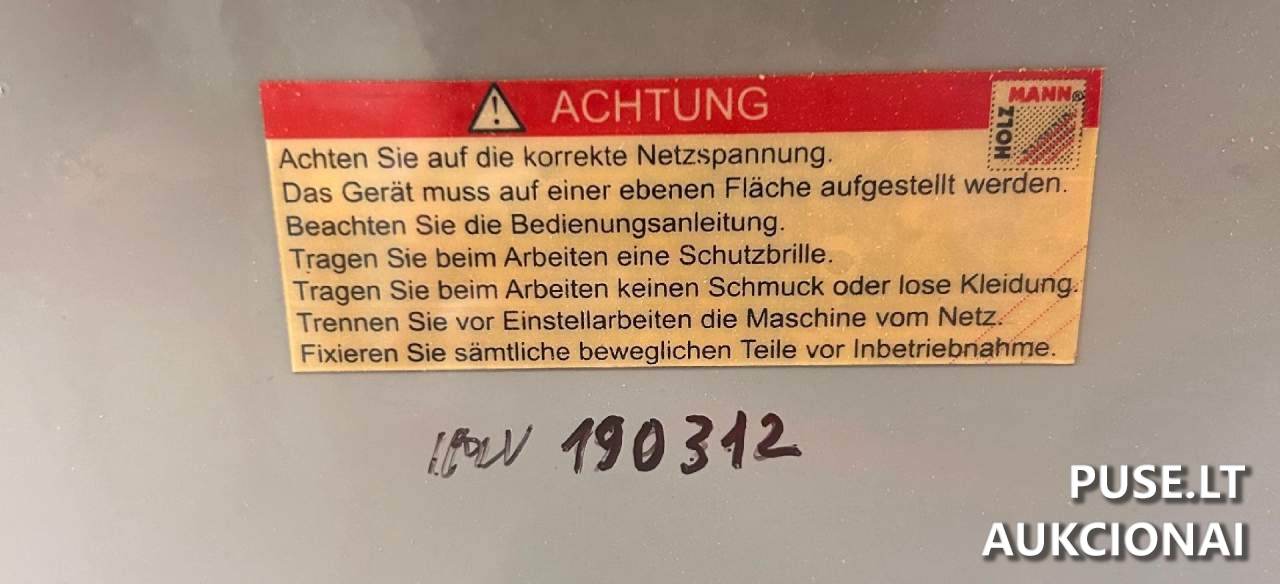 ACHTUNG
HOLZ MANN®
Achten Sie auf die korrekte Netzspannung.
Das Gerät muss auf einer ebenen Fläche aufgestellt werden.
Beachten Sie die Bedienungsanleitung.
Tragen Sie beim Arbeiten eine Schutzbrille.
Tragen Sie beim Arbeiten keinen Schmuck oder lose Kleidung.
Trennen Sie vor Einstellarbeiten die Maschine vom Netz.
Fixieren Sie sämtliche beweglichen Teile vor Inbetriebnahme.
190312
PUSE.LT
AUKCIONAI